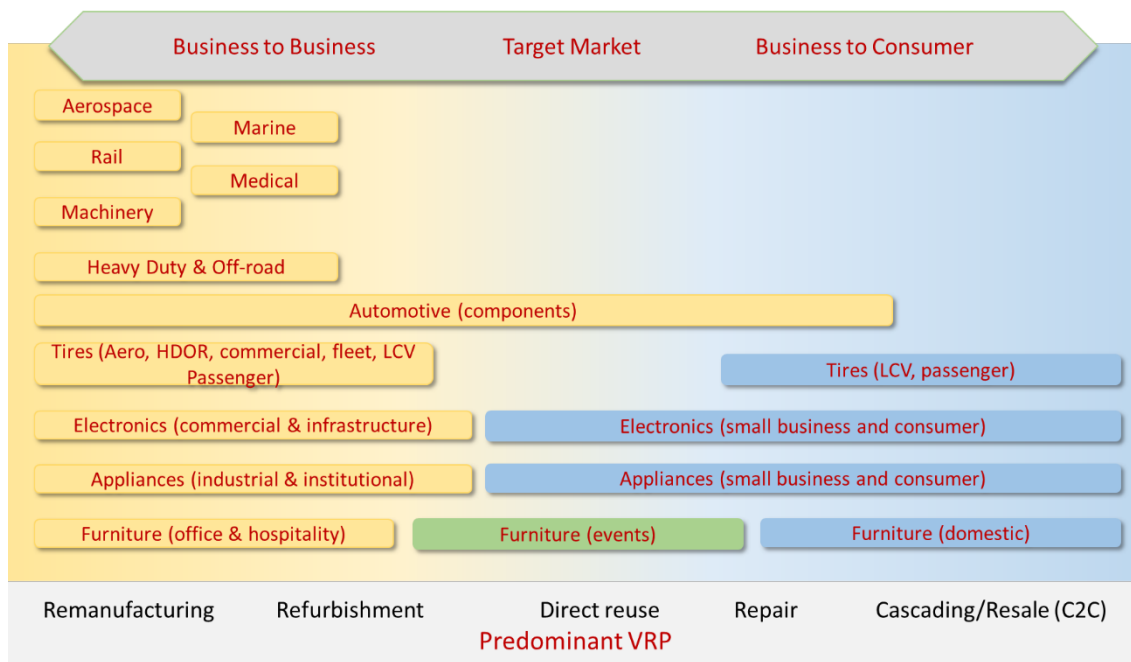 Business to Business Target Market Business to Consumer
Aerospace
Marine
Rail
Medical
Machinery
Heavy Duty & Off-road
Automotive (components)
Tires (Aero, HDOR, commercial, fleet, LCV
Passenger)
Tires (LCV, passenger)
Electronics (commercial & infrastructure)
Electronics (small business and consumer)
Appliances (industrial & institutional)
Appliances (small business and consumer)
Furniture (office & hospitality)
Furniture (events)
Furniture (domestic)
Remanufacturing Refurbishment Direct reuse Repair Cascading/Resale (C2C)
Predominant VRP